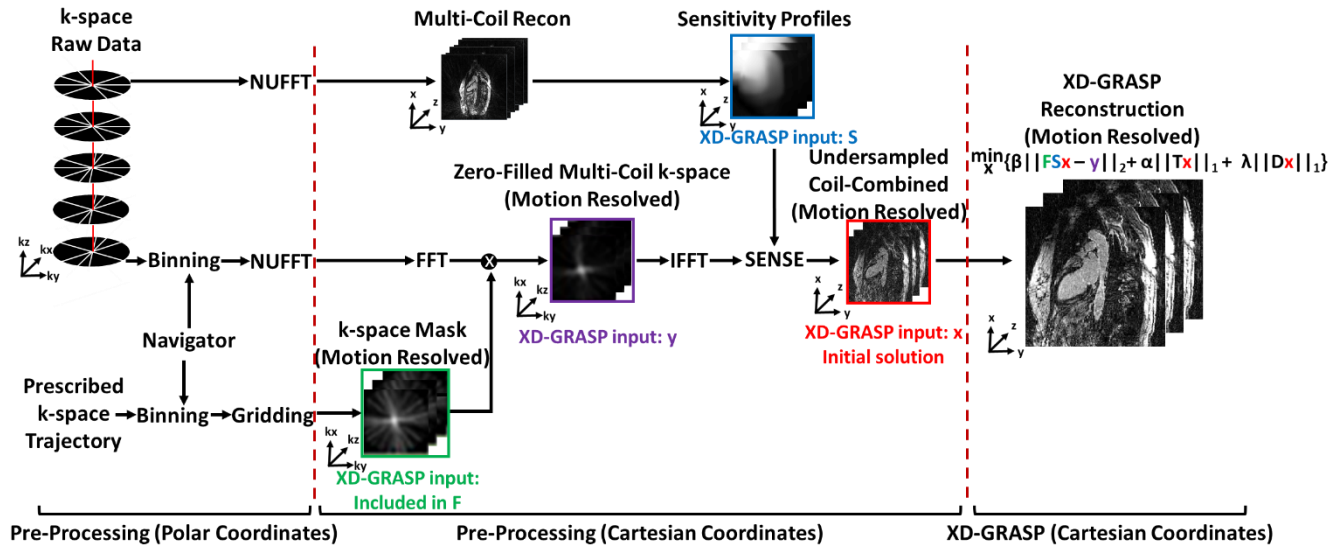 k-space
Raw Data
kz
kx
ky
NUFFT
Multi-Coil Recon
x
z
y
Sensitivity Profiles
x
z
y
XD-GRASP input: S
Binning
NUFFT
FFT
X
Zero-Filled Multi-Coil k-space
(Motion Resolved)
kx
kz
ky
XD-GRASP input: y
IFFT
SENSE
Undersampled
Coil-Combined
(Motion Resolved)
x
z
y
XD-GRASP input: x
Initial solution
XD-GRASP
Reconstruction
(Motion Resolved)
min{β||FSx – y||₂+ α||Tx||₁ + λ||Dx||₁}
x
x
z
y
Navigator
Prescribed
k-space
Trajectory
Binning
Gridding
k-space Mask
(Motion Resolved)
kx
kz
ky
XD-GRASP input:
Included in F
Pre-Processing (Polar Coordinates)
Pre-Processing (Cartesian Coordinates)
XD-GRASP (Cartesian Coordinates)